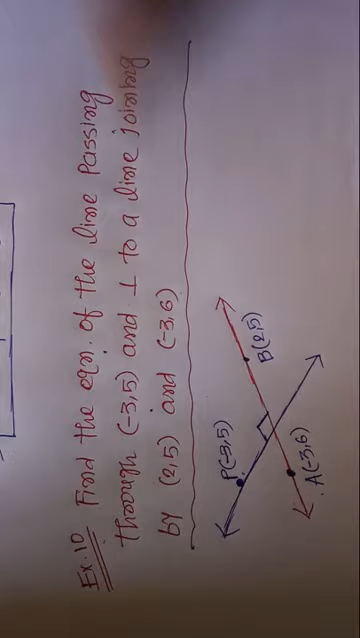 Ex.10 Find the eqn. of the line passing
through (-3,5) and ⊥ to a line joining
by (2,5) and (-3,6)
P(-3,5)
B(2,5)
A(-3,6)